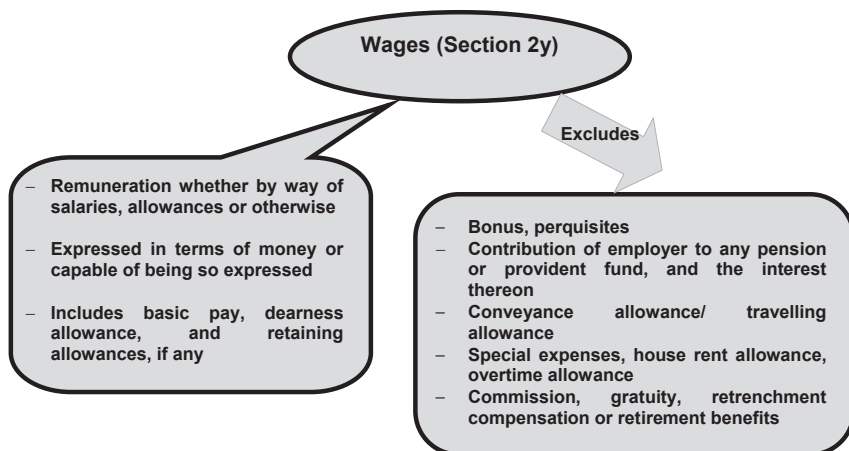 Wages (Section 2y)
Excludes
– Remuneration whether by way of
salaries, allowances or otherwise
– Expressed in terms of money or
capable of being so expressed
– Includes basic pay, dearness
allowance, and retaining
allowances, if any
– Bonus, perquisites
– Contribution of employer to any pension
or provident fund, and the interest
thereon
– Conveyance allowance/ travelling
allowance
– Special expenses, house rent allowance,
overtime allowance
– Commission, gratuity, retrenchment
compensation or retirement benefits